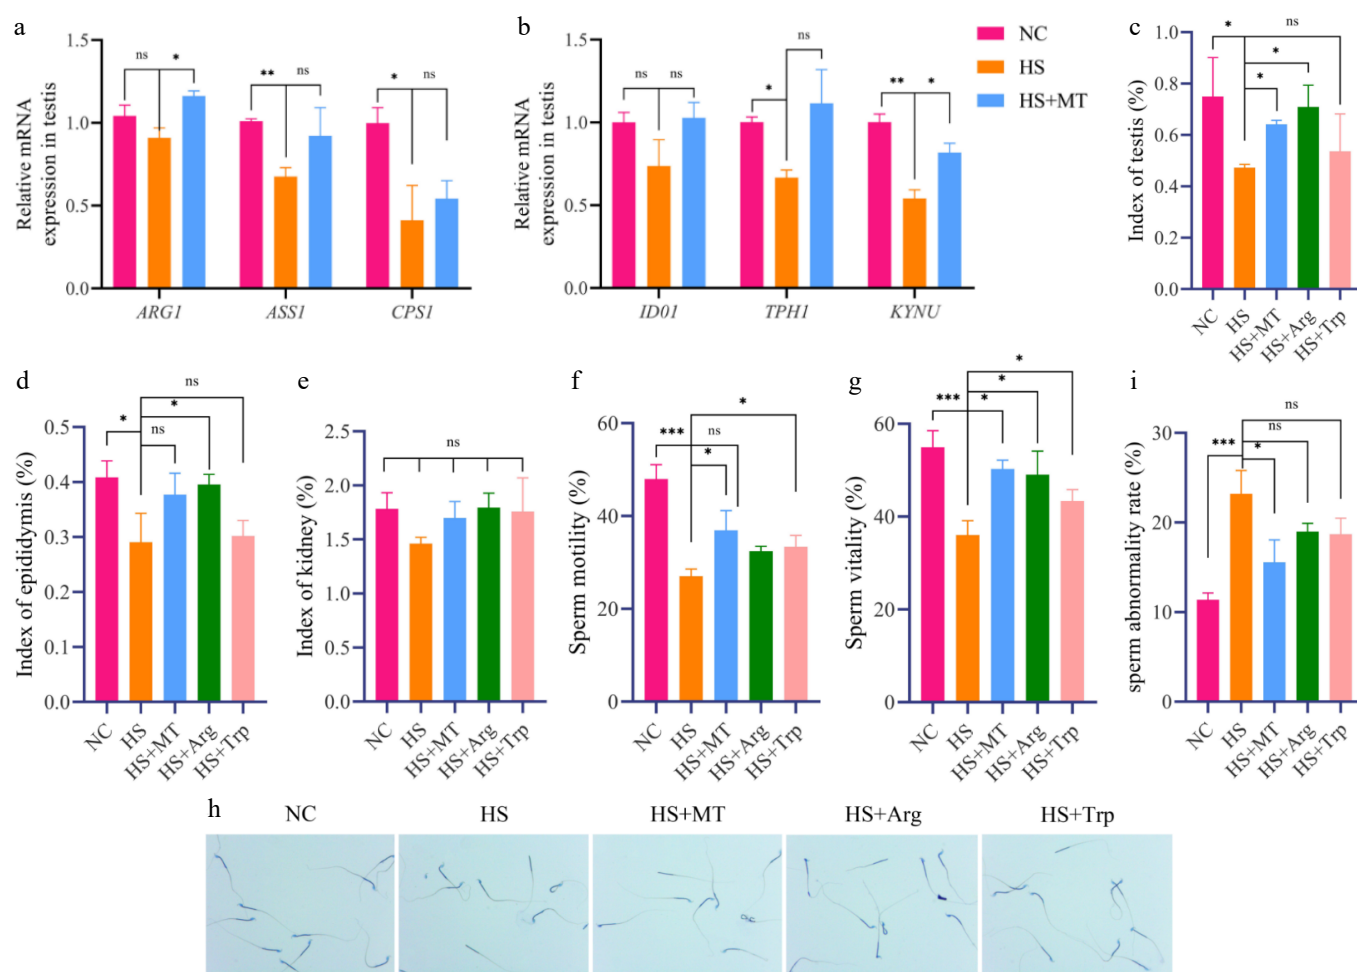 a
Relative mRNA
expression in testis
1.5
1.0
0.5
0.0
ns
*
**
ns
*
ns
ARG1
ASS1
CPS1
b
Relative mRNA
expression in testis
1.5
1.0
0.5
0.0
ns
ns
*
ns
**
*
ID01
TPH1
KYNU
NC
HS
HS+MT
c
Index of testis (%)
1.0
0.8
0.6
0.4
0.2
0.0
*
ns
*
*
NC
HS
HS+MT
HS+Arg
HS+Trp
d
Index of epididymis (%)
0.5
0.4
0.3
0.2
0.1
0.0
ns
*
*
ns
NC
HS
HS+MT
HS+Arg
HS+Trp
e
Index of kidney (%)
2.5
2.0
1.5
1.0
0.5
0.0
ns
NC
HS
HS+MT
HS+Arg
HS+Trp
f
Sperm motility (%)
60
40
20
0
*
***
ns
*
NC
HS
HS+MT
HS+Arg
HS+Trp
g
Sperm vitality (%)
60
40
20
0
*
*
***
*
NC
HS
HS+MT
HS+Arg
HS+Trp
i
sperm abnormality rate (%)
30
20
10
0
ns
ns
***
*
NC
HS
HS+MT
HS+Arg
HS+Trp
h
NC
HS
HS+MT
HS+Arg
HS+Trp